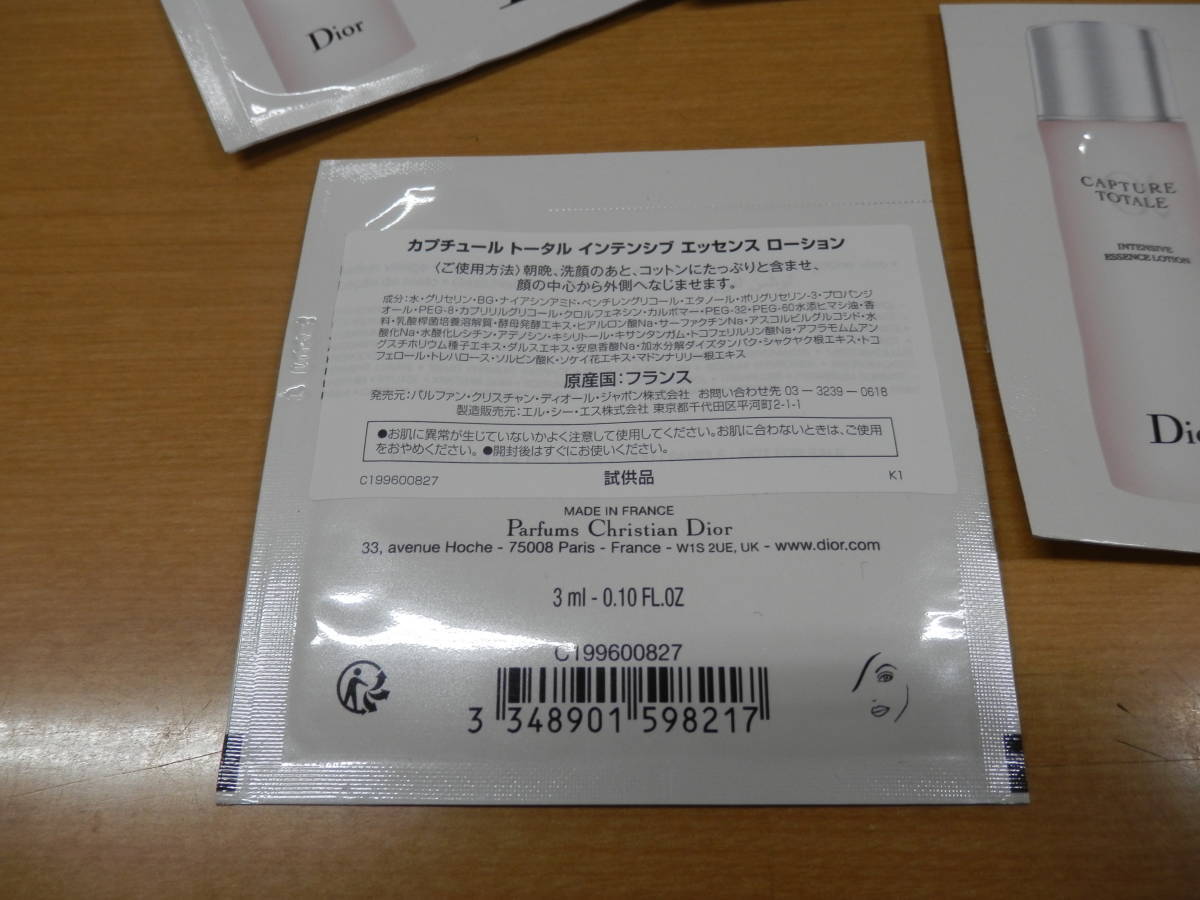 Dior
CAPTURE
TOTALE
INTENSIVE
ESSENCE LOTION
カプチュール トータル インテンシブ エッセンス ローション
〈ご使用方法〉朝晩、洗顔のあと、コットンにたっぷりと含ませ、
顔の中心から外側へなじませます。
成分:水・グリセリン・BG・ナイアシンアミド・ペンチレングリコール・エタノール・ポリグリセリン-3・プロパンジ
オール・PEG-8・カプリリルグリコール・クロルフェネシン・カルボマー・PEG-32・PEG-60水添ヒマシ油・香
料・乳酸桿菌培養溶解質・酵母発酵エキス・ヒアルロン酸Na・サーファクチンNa・アスコルビルグルコシド・水
酸化Na・水酸化レシチン・アデノシン・キシリトール・キサンタンガム・トコフェリルリン酸Na・アフラモムムアン
グスチホリウム種子エキス・ダルスエキス・安息香酸Na・加水分解ダイズタンパク・シャクヤク根エキス・トコ
フェロール・トレハロース・ソルビン酸K・ソケイ花エキス・マドンナリリー根エキス
原産国:フランス
発売元:パルファン・クリスチャン・ディオール・ジャポン株式会社 お問い合わせ先 03－3239－0618
製造販売元:エル・シー・エス株式会社 東京都千代田区平河町2-1-1
●お肌に異常が生じていないかよく注意して使用してください。お肌に合わないときは、ご使用
をおやめください。 ●開封後はすぐにお使いください。
C199600827 試供品 K1
MADE IN FRANCE
Parfums Christian Dior
33, avenue Hoche - 75008 Paris - France - W1S 2UE, UK - www.dior.com
3 ml - 0.10 FL.OZ
C199600827
3 348901 598217